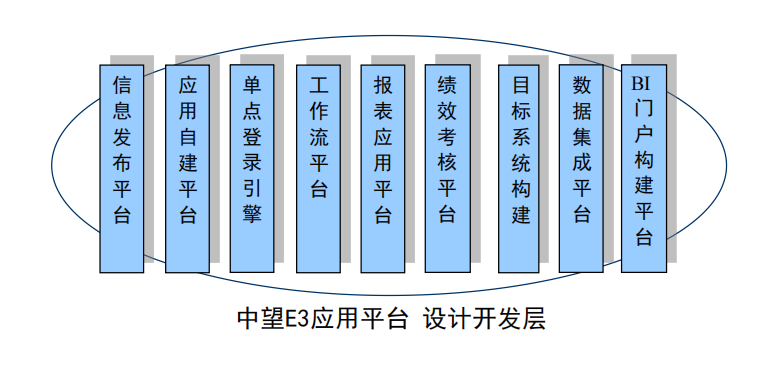 信息发布平台
应用自建平台
单点登录引擎
工作流平台
报表应用平台
绩效考核平台
目标系统构建
数据集成平台
BI门户构建平台
中望E3应用平台 设计开发层